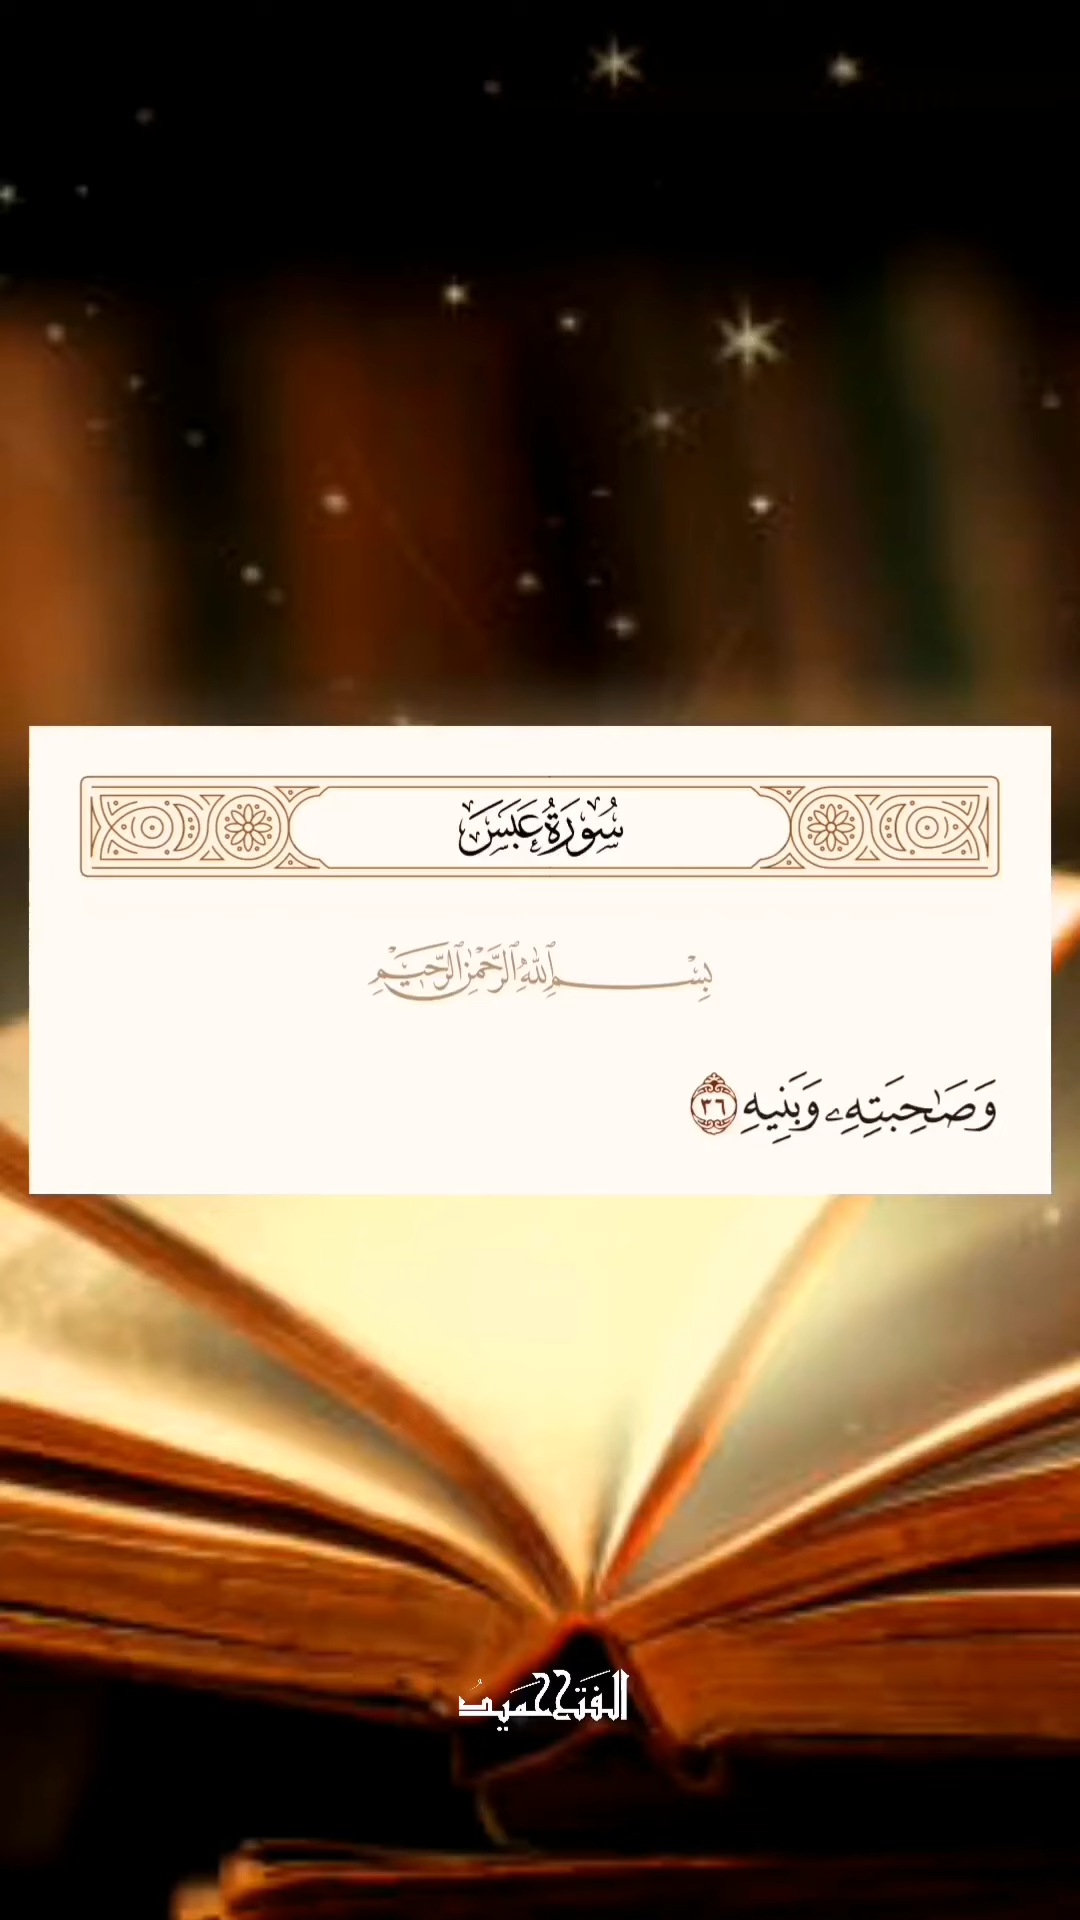 سُورَةُ عَبَسَ
بِسْمِ ٱللَّهِ ٱلرَّحْمَٰنِ ٱلرَّحِيمِ
وَصَٰحِبَتِهِۦ وَبَنِيهِ ٣٦